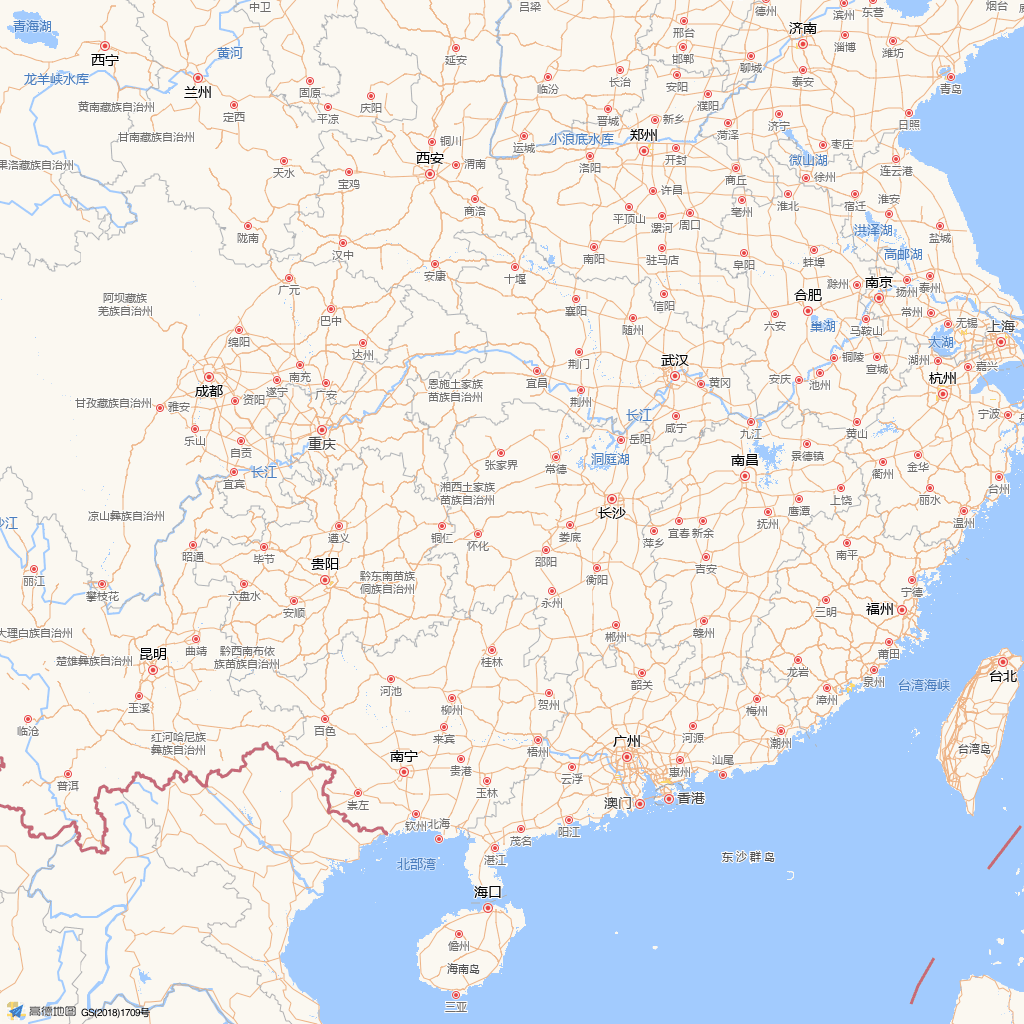 中卫
吕梁
德州
滨州
东营
烟台
青海湖
邢台
济南
淄博
潍坊
西宁
黄河
延安
邯郸
聊城
泰安
青岛
龙羊峡水库
兰州
固原
庆阳
临汾
长治
安阳
濮阳
黄南藏族自治州
定西
平凉
晋城
新乡
菏泽
济宁
日照
甘南藏族自治州
铜川
运城
小浪底水库
郑州
开封
枣庄
果洛藏族自治州
天水
宝鸡
西安
渭南
洛阳
商丘
微山湖
徐州
连云港
商洛
许昌
平顶山
漯河
周口
亳州
淮北
宿迁
淮安
陇南
汉中
洪泽湖
盐城
安康
十堰
南阳
驻马店
阜阳
蚌埠
高邮湖
阿坝藏族
羌族自治州
广元
襄阳
信阳
滁州
南京
扬州
泰州
合肥
巴中
随州
六安
巢湖
马鞍山
常州
无锡
上海
绵阳
达州
荆门
武汉
太湖
铜陵
湖州
嘉兴
宣城
成都
南充
遂宁
广安
恩施土家族
苗族自治州
宜昌
荆州
黄冈
安庆
池州
杭州
甘孜藏族自治州
雅安
资阳
长江
咸宁
九江
黄山
宁波
乐山
自贡
重庆
岳阳
洞庭湖
景德镇
衢州
金华
宜宾
长江
张家界
常德
南昌
台州
湘西土家族
苗族自治州
上饶
丽水
鹰潭
凉山彝族自治州
长沙
抚州
温州
昭通
毕节
遵义
铜仁
怀化
娄底
萍乡
宜春
新余
南平
丽江
贵阳
邵阳
吉安
攀枝花
六盘水
安顺
黔东南苗族
侗族自治州
衡阳
永州
宁德
三明
福州
大理白族自治州
昆明
曲靖
郴州
赣州
莆田
楚雄彝族自治州
黔西南布依
族苗族自治州
桂林
龙岩
泉州
台湾海峡
台北
玉溪
河池
柳州
贺州
韶关
梅州
漳州
临沧
红河哈尼族
彝族自治州
百色
来宾
梧州
广州
河源
潮州
台湾岛
普洱
南宁
贵港
玉林
云浮
惠州
汕尾
崇左
澳门
香港
钦州
北海
茂名
阳江
北部湾
湛江
东沙群岛
海口
儋州
海南岛
三亚
高德地图
GS(2018)1709号